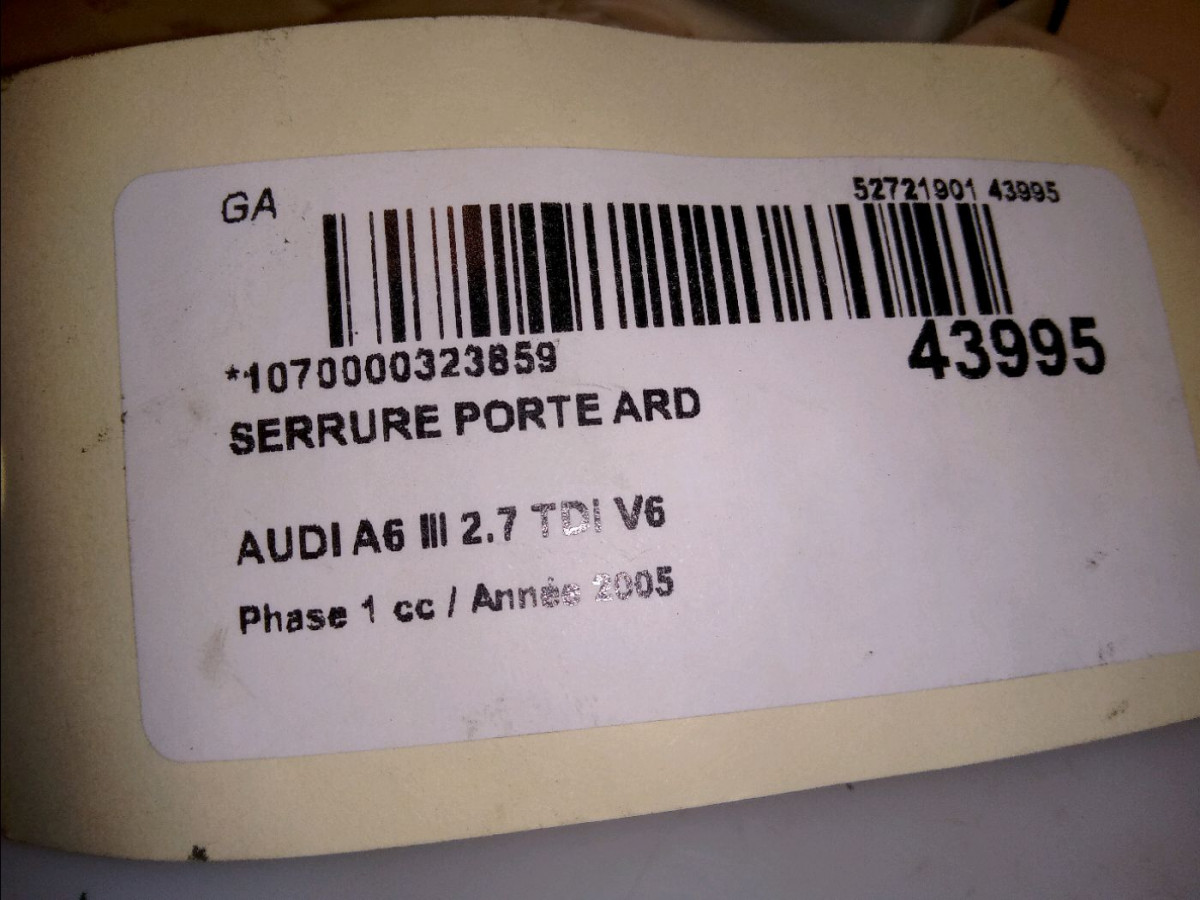 GA
52721901 43995
*1070000323859
43995
SERRURE PORTE ARD
AUDI A6 III 2.7 TDi V6
Phase 1 cc / Année 2005